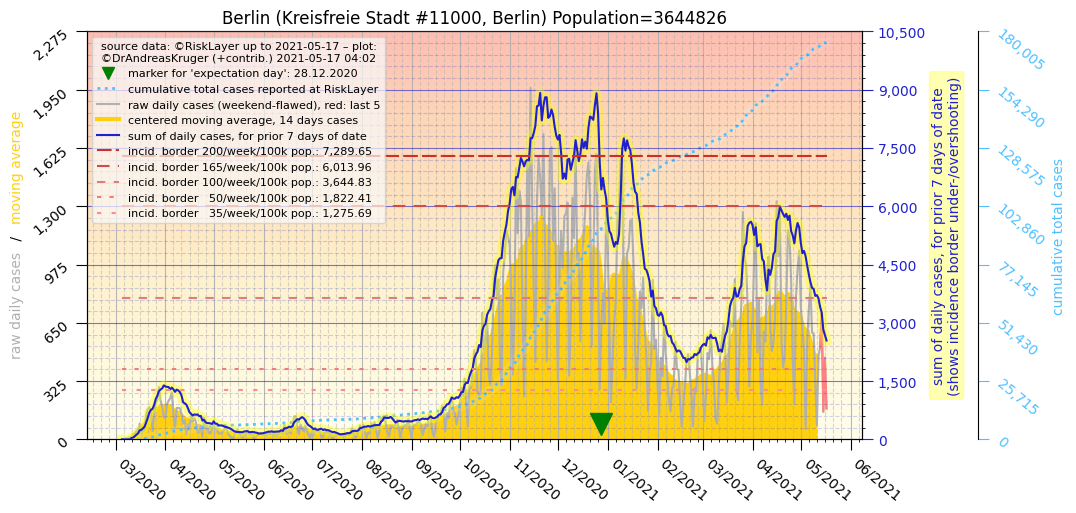 Berlin (Kreisfreie Stadt #11000, Berlin) Population=3644826
source data: ©RiskLayer up to 2021-05-17 – plot:
©DrAndreasKruger (+contrib.) 2021-05-17 04:02
marker for 'expectation day': 28.12.2020
cumulative total cases reported at RiskLayer
raw daily cases (weekend-flawed), red: last 5
centered moving average, 14 days cases
sum of daily cases, for prior 7 days of date
incid. border 200/week/100k pop.: 7,289.65
incid. border 165/week/100k pop.: 6,013.96
incid. border 100/week/100k pop.: 3,644.83
incid. border   50/week/100k pop.: 1,822.41
incid. border   35/week/100k pop.: 1,275.69
raw daily cases  /  moving average
2,275
1,950
1,625
1,300
975
650
325
0
03/2020
04/2020
05/2020
06/2020
07/2020
08/2020
09/2020
10/2020
11/2020
12/2020
01/2021
02/2021
03/2021
04/2021
05/2021
06/2021
10,500
9,000
7,500
6,000
4,500
3,000
1,500
0
sum of daily cases, for prior 7 days of date
(shows incidence border under-/overshooting)
180,005
154,290
128,575
102,860
77,145
51,430
25,715
0
cumulative total cases